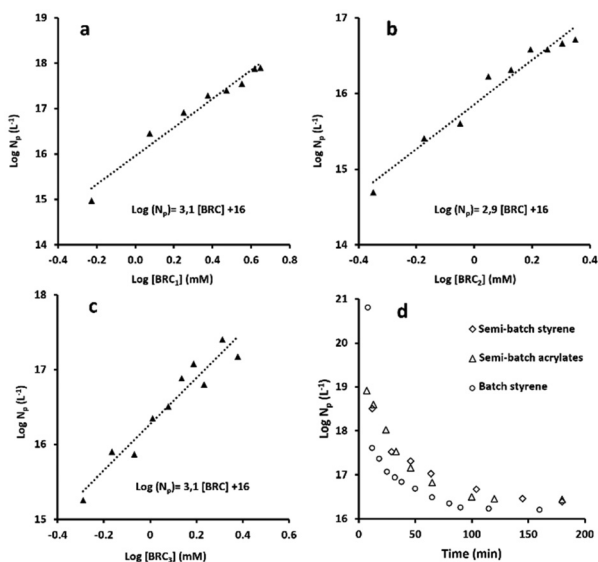 a
19
18
17
16
15
14
Log Nₚ (L⁻¹)
Log (Nₚ)= 3,1 [BRC] +16
-0.4 -0.2 0.0 0.2 0.4 0.6 0.8
Log [BRC₁] (mM)
b
17
16
15
14
Log Nₚ (L⁻¹)
Log (Nₚ)= 2,9 [BRC] +16
-0.4 -0.2 0.0 0.2 0.4
Log [BRC₂] (mM)
c
18
17
16
15
Log Nₚ (L⁻¹)
Log (Nₚ)= 3,1 [BRC] +16
-0.4 -0.2 0.0 0.2 0.4 0.6
Log [BRC₃] (mM)
d
21
20
19
18
17
16
Log Nₚ (L⁻¹)
Semi-batch styrene
Semi-batch acrylates
Batch styrene
0 50 100 150 200
Time (min)